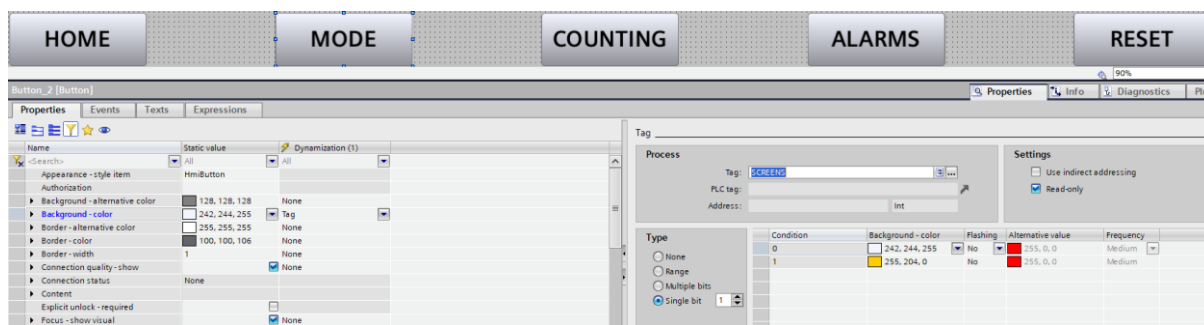 HOME MODE COUNTING ALARMS RESET
90%
Button_2 [Button]
Properties Info Diagnostics
Properties Events Texts Expressions
Name Static value Dynamization (1)
<Search> All All
Appearance - style item HmiButton
Authorization
Background - alternative color 128, 128, 128 None
Background - color 242, 244, 255 Tag
Border - alternative color 255, 255, 255 None
Border - color 100, 100, 106 None
Border - width 1 None
Connection quality - show None
Connection status None
Content
Explicit unlock - required
Focus - show visual None
Tag
Process
Tag: SCREENS
PLC tag:
Address: Int
Settings
Use indirect addressing
Read-only
Type
None
Range
Multiple bits
Single bit 1
Condition Background - color Flashing Alternative value Frequency
0 242, 244, 255 No 255, 0, 0 Medium
1 255, 204, 0 No 255, 0, 0 Medium